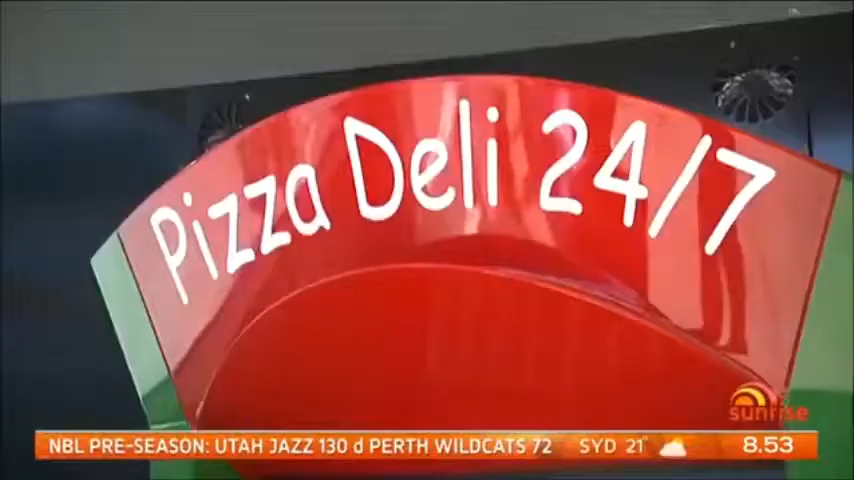 Pizza Deli 24/7
sunrise
NBL PRE-SEASON: UTAH JAZZ 130 d PERTH WILDCATS 72 SYD 21° 8.53